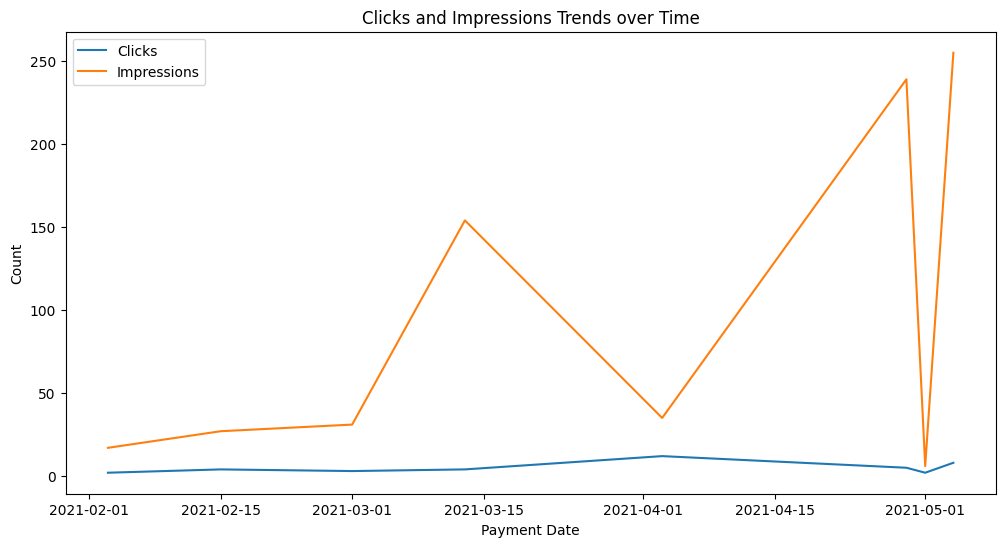 Clicks and Impressions Trends over Time
Clicks
Impressions
250
200
150
100
50
0
Count
2021-02-01 2021-02-15 2021-03-01 2021-03-15 2021-04-01 2021-04-15 2021-05-01
Payment Date